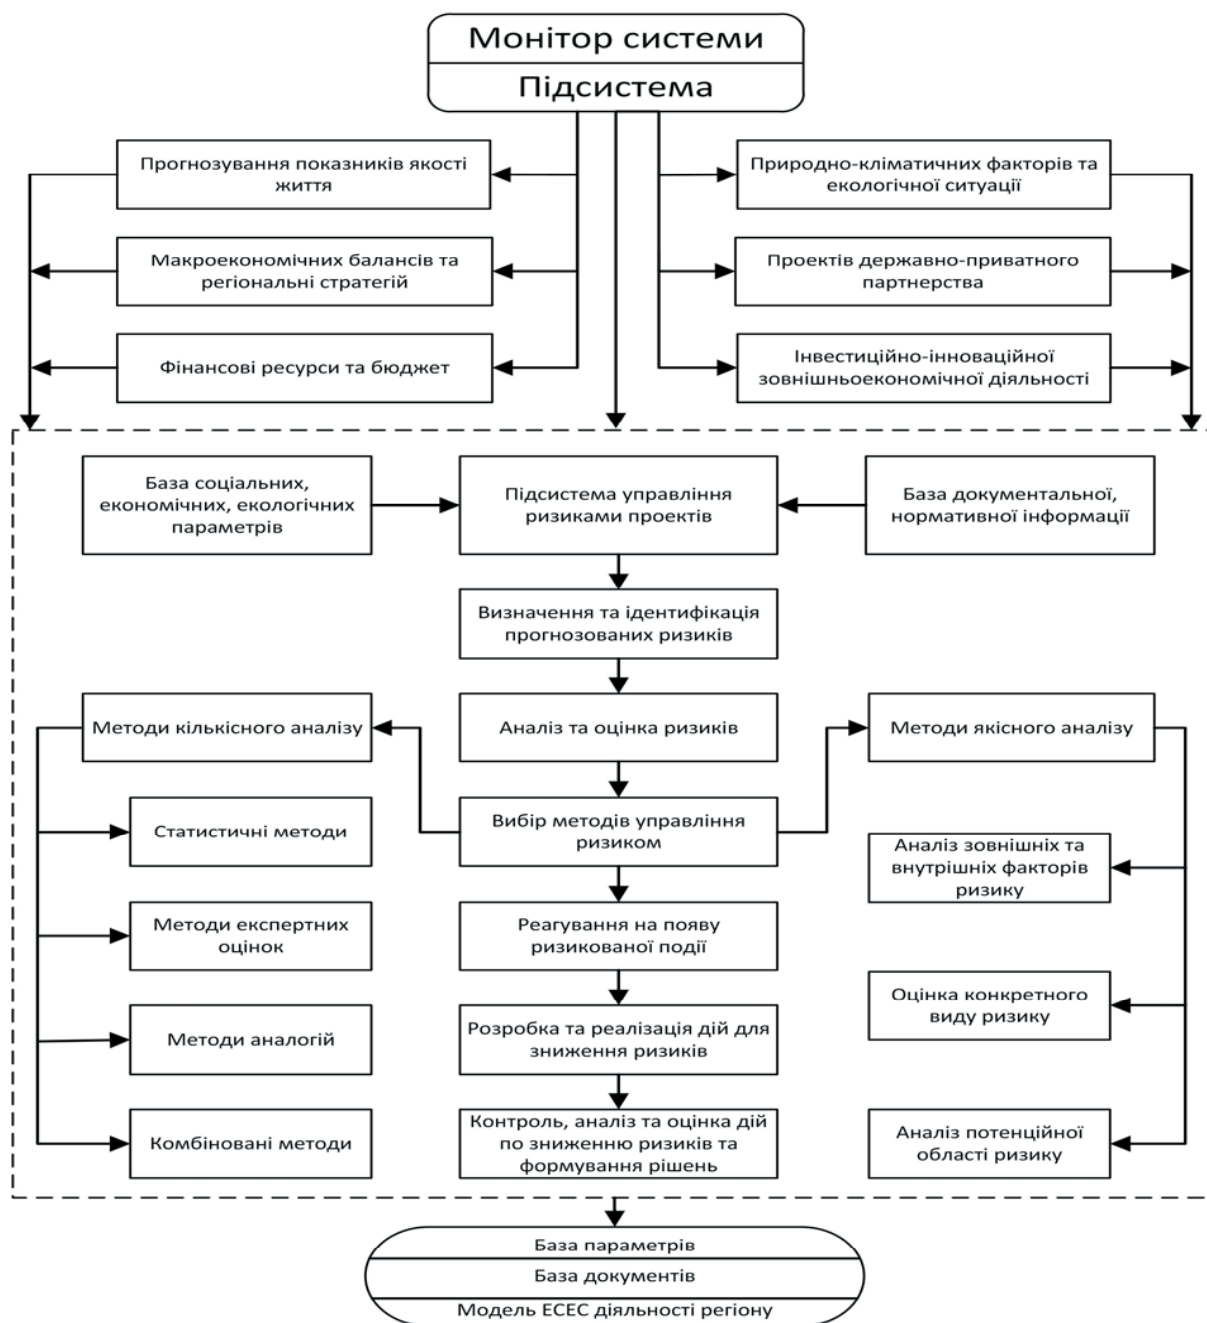 Монітор системи
Підсистема
Прогнозування показників якості
життя
Природно-кліматичних факторів та
екологічної ситуації
Макроекономічних балансів та
регіональні стратегій
Проектів державно-приватного
партнерства
Фінансові ресурси та бюджет
Інвестиційно-інноваційної
зовнішньоекономічної діяльності
База соціальних,
економічних, екологічних
параметрів
Підсистема управління
ризиками проектів
База документальної,
нормативної інформації
Визначення та ідентифікація
прогнозованих ризиків
Методи кількісного аналізу
Аналіз та оцінка ризиків
Методи якісного аналізу
Статистичні методи
Вибір методів управління
ризиком
Аналіз зовнішніх та
внутрішніх факторів
ризику
Методи експертних
оцінок
Реагування на появу
ризикованої події
Оцінка конкретного
виду ризику
Методи аналогій
Розробка та реалізація дій для
зниження ризиків
Комбіновані методи
Контроль, аналіз та оцінка дій
по зниженню ризиків та
формування рішень
Аналіз потенційної
області ризику
База параметрів
База документів
Модель ЕСЕС діяльності регіону